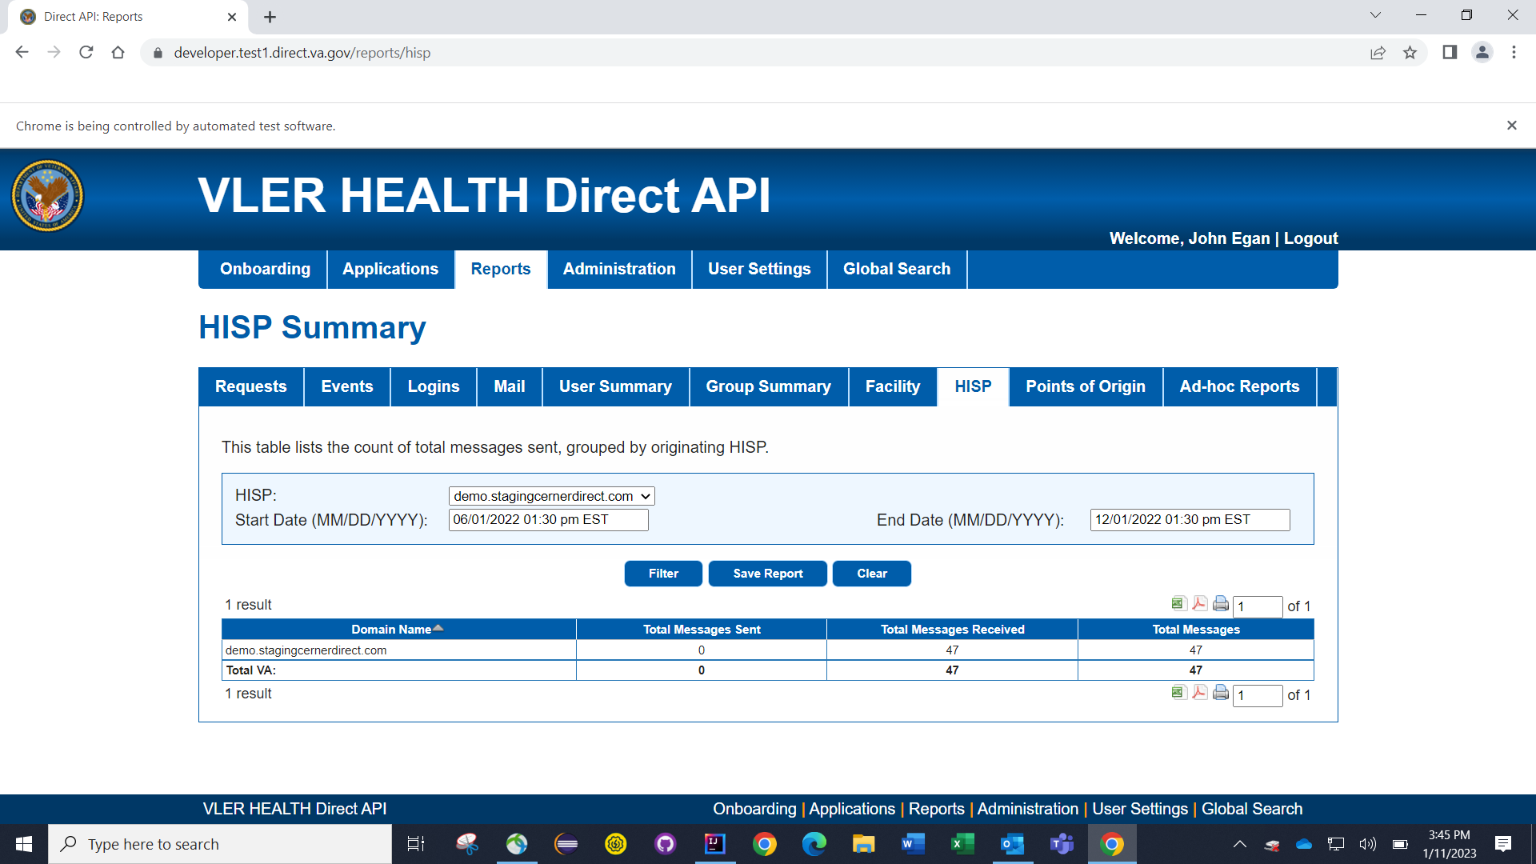 Direct API: Reports
developer.test1.direct.va.gov/reports/hisp
Chrome is being controlled by automated test software.
VLER HEALTH Direct API
Welcome, John Egan | Logout
Onboarding Applications Reports Administration User Settings Global Search
HISP Summary
Requests Events Logins Mail User Summary Group Summary Facility HISP Points of Origin Ad-hoc Reports
This table lists the count of total messages sent, grouped by originating HISP.
HISP: demo.stagingcernerdirect.com
Start Date (MM/DD/YYYY): 06/01/2022 01:30 pm EST End Date (MM/DD/YYYY): 12/01/2022 01:30 pm EST
Filter Save Report Clear
1 result 1 of 1
Domain Name Total Messages Sent Total Messages Received Total Messages
demo.stagingcernerdirect.com 0 47 47
Total VA: 0 47 47
1 result 1 of 1
VLER HEALTH Direct API Onboarding | Applications | Reports | Administration | User Settings | Global Search
Type here to search
3:45 PM
1/11/2023